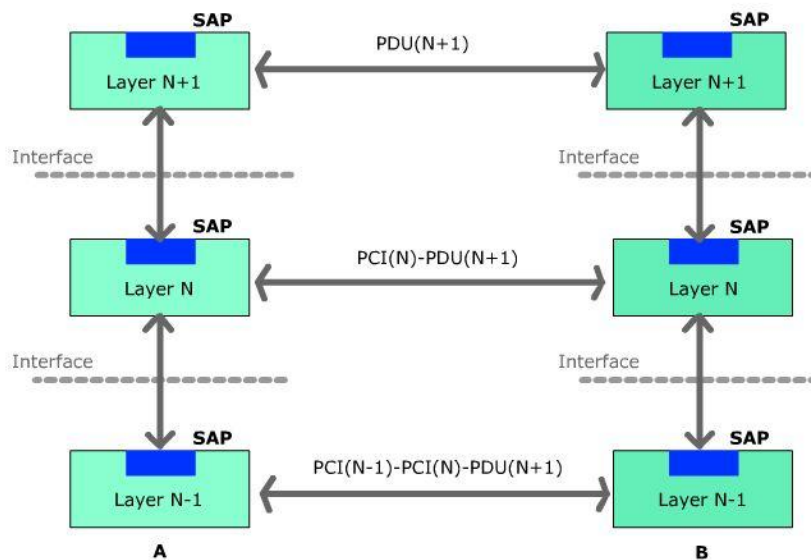 SAP
SAP
PDU(N+1)
Layer N+1
Layer N+1
Interface
Interface
SAP
SAP
PCI(N)-PDU(N+1)
Layer N
Layer N
Interface
Interface
SAP
SAP
PCI(N-1)-PCI(N)-PDU(N+1)
Layer N-1
Layer N-1
A
B